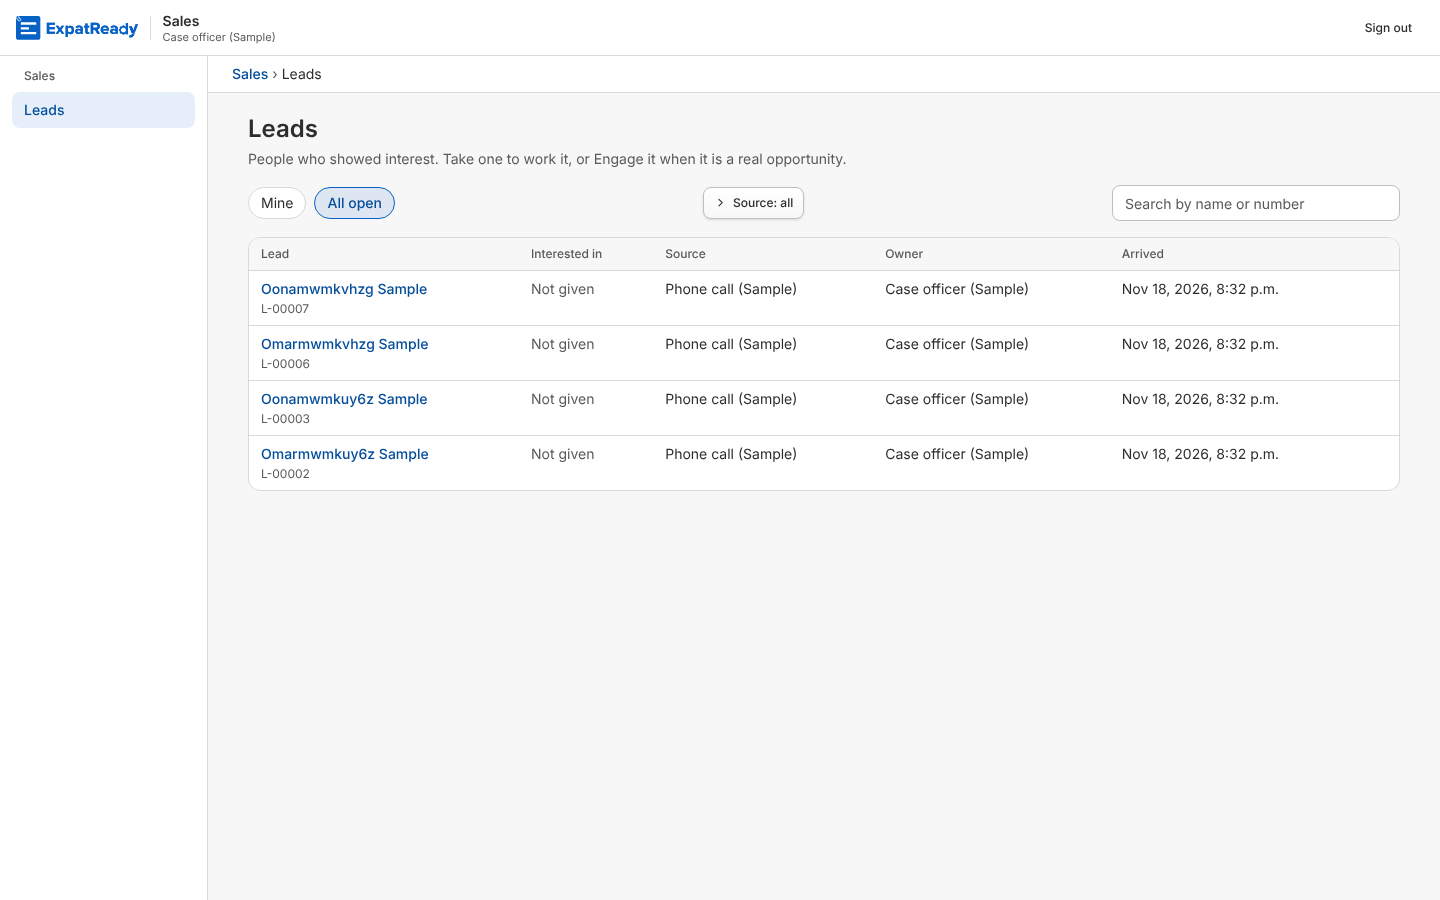 ExpatReady
Sales
Case officer (Sample)
Sign out
Sales
Leads
Sales › Leads
Leads
People who showed interest. Take one to work it, or Engage it when it is a real opportunity.
Mine
All open
Source: all
Search by name or number
Lead Interested in Source Owner Arrived
Oonamwmkvhzg Sample Not given Phone call (Sample) Case officer (Sample) Nov 18, 2026, 8:32 p.m.
L-00007
Omarmwmkvhzg Sample Not given Phone call (Sample) Case officer (Sample) Nov 18, 2026, 8:32 p.m.
L-00006
Oonamwmkuy6z Sample Not given Phone call (Sample) Case officer (Sample) Nov 18, 2026, 8:32 p.m.
L-00003
Omarmwmkuy6z Sample Not given Phone call (Sample) Case officer (Sample) Nov 18, 2026, 8:32 p.m.
L-00002